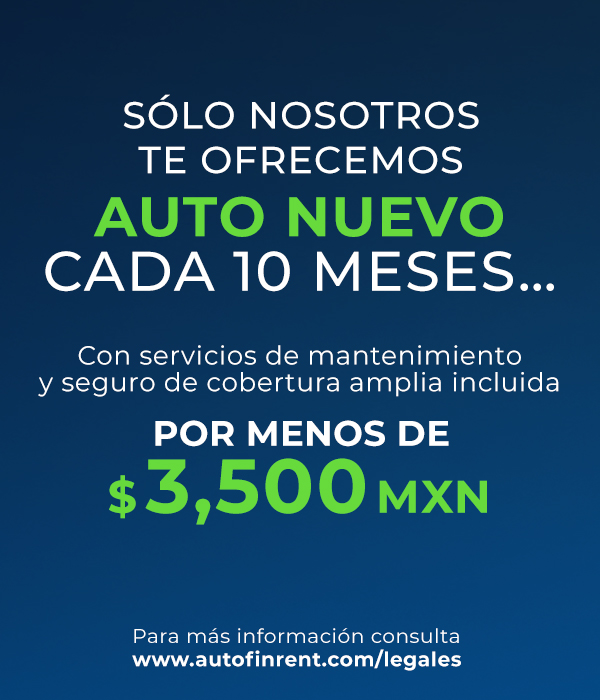 SÓLO NOSOTROS
TE OFRECEMOS
AUTO NUEVO
CADA 10 MESES...
Con servicios de mantenimiento
y seguro de cobertura amplia incluida
POR MENOS DE
$3,500 MXN
Para más información consulta
www.autofinrent.com/legales